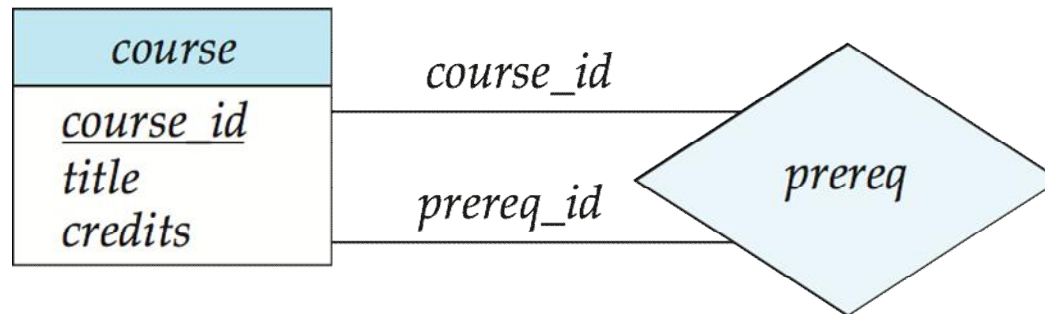 course
course_id
title
credits
course_id
prereq_id
prereq